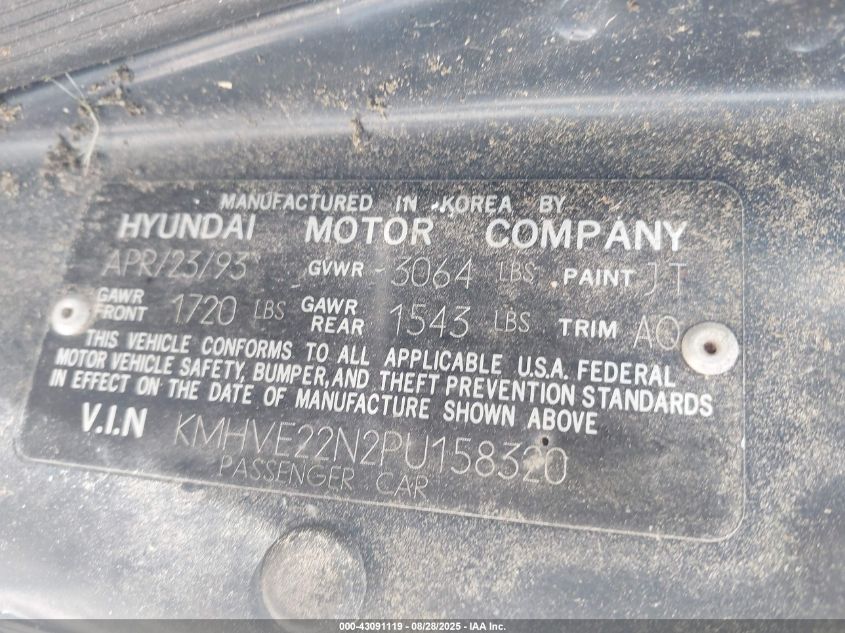 MANUFACTURED IN KOREA BY
HYUNDAI MOTOR COMPANY
APR/23/93 GVWR - 3064 LBS PAINT JT
GAWR FRONT 1720 LBS GAWR REAR 1543 LBS TRIM AQ
THIS VEHICLE CONFORMS TO ALL APPLICABLE U.S.A. FEDERAL
MOTOR VEHICLE SAFETY, BUMPER, AND THEFT PREVENTION STANDARDS
IN EFFECT ON THE DATE OF MANUFACTURE SHOWN ABOVE
V.I.N KMHVE22N2PU158320
PASSENGER CAR
000-43091119 - 08/28/2025 - IAA Inc.